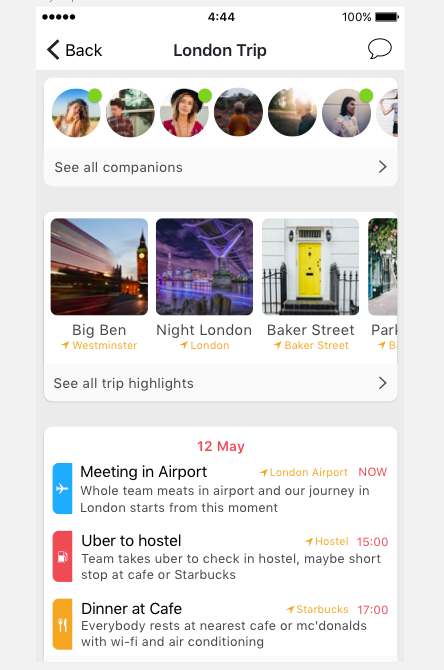 4:44
100%
Back
London Trip
See all companions
Big Ben
Night London
Baker Street
Westminster
London
Baker Street
See all trip highlights
12 May
Meeting in Airport
London Airport
NOW
Whole team meats in airport and our journey in
London starts from this moment
Uber to hostel
Hostel
15:00
Team takes uber to check in hostel, maybe short
stop at cafe or Starbucks
Dinner at Cafe
Starbucks
17:00
Everybody rests at nearest cafe or mc'donalds
with wi-fi and air conditioning